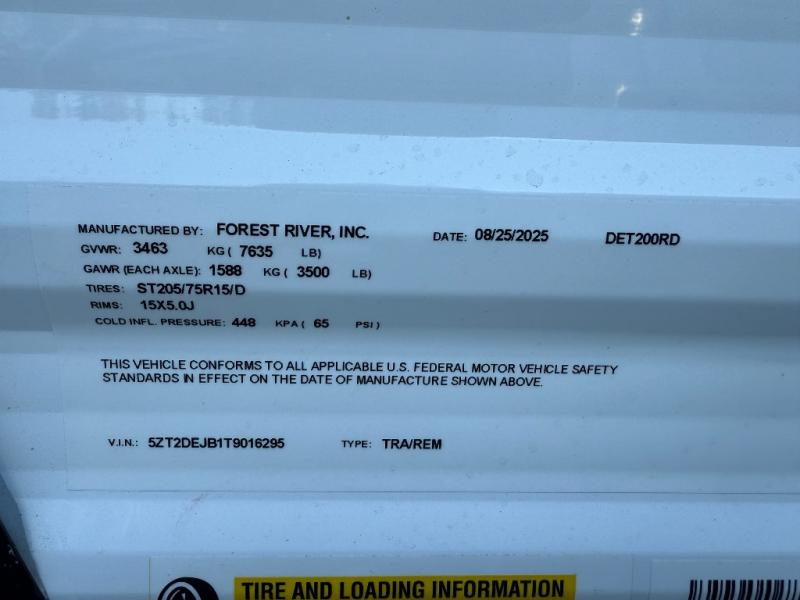 MANUFACTURED BY: FOREST RIVER, INC. DATE: 08/25/2025 DET200RD
GVWR: 3463 KG ( 7635 LB)
GAWR (EACH AXLE): 1588 KG ( 3500 LB)
TIRES: ST205/75R15/D
RIMS: 15X5.0J
COLD INFL. PRESSURE: 448 KPA ( 65 PSI )
THIS VEHICLE CONFORMS TO ALL APPLICABLE U.S. FEDERAL MOTOR VEHICLE SAFETY
STANDARDS IN EFFECT ON THE DATE OF MANUFACTURE SHOWN ABOVE.
V.I.N.: 5ZT2DEJB1T9016295 TYPE: TRA/REM
TIRE AND LOADING INFORMATION